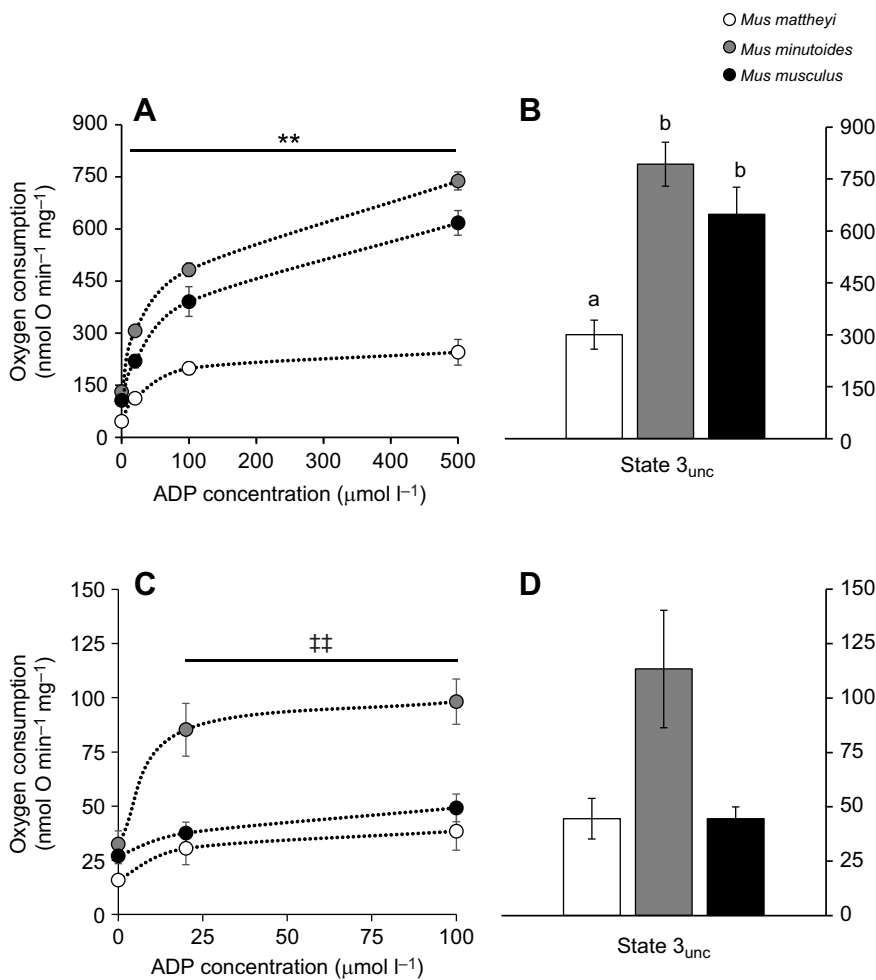 Mus mattheyi
Mus minutoides
Mus musculus
A
900
750
600
450
300
150
0
**
Oxygen consumption
(nmol O min–1 mg–1)
0 100 200 300 400 500
ADP concentration (μmol l–1)
B
a
b
b
900
750
600
450
300
150
0
State 3unc
C
150
125
100
75
50
25
0
‡‡
Oxygen consumption
(nmol O min–1 mg–1)
0 25 50 75 100
ADP concentration (μmol l–1)
D
150
125
100
75
50
25
0
State 3unc